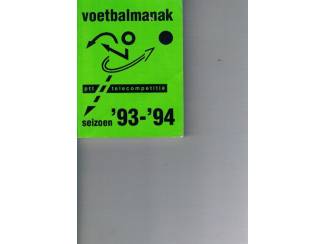 voetbalmanak
ptt telecompetitie
seizoen '93-'94